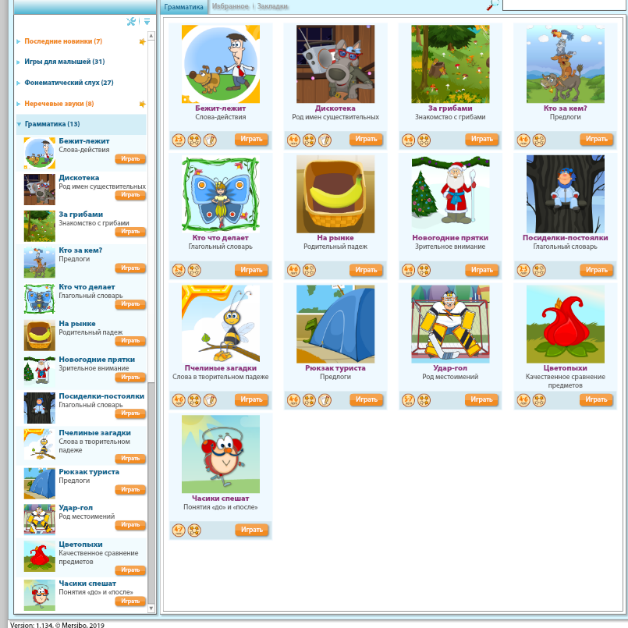 Грамматика
Избранное
Закладки
Последние новинки (7)
Игры для малышей (31)
Фонематический слух (27)
Неречевые звуки (8)
Грамматика (13)
Бежит-лежит
Слова-действия
Играть
Дискотека
Род имен существительных
Играть
За грибами
Знакомство с грибами
Играть
Кто за кем?
Предлоги
Играть
Кто что делает
Глагольный словарь
Играть
На рынке
Родительный падеж
Играть
Новогодние прятки
Зрительное внимание
Играть
Посиделки-постоялки
Глагольный словарь
Играть
Пчелиные загадки
Слова в творительном
падеже
Играть
Рюкзак туриста
Предлоги
Играть
Удар-гол
Род местоимений
Играть
Цветопыхи
Качественное сравнение
предметов
Играть
Часики спешат
Понятия «до» и «после»
Играть
Бежит-лежит
Слова-действия
Играть
Дискотека
Род имен существительных
Играть
За грибами
Знакомство с грибами
Играть
Кто за кем?
Предлоги
Играть
Кто что делает
Глагольный словарь
Играть
На рынке
Родительный падеж
Играть
Новогодние прятки
Зрительное внимание
Играть
Посиделки-постоялки
Глагольный словарь
Играть
Пчелиные загадки
Слова в творительном падеже
Играть
Рюкзак туриста
Предлоги
Играть
Удар-гол
Род местоимений
Играть
Цветопыхи
Качественное сравнение
предметов
Играть
Часики спешат
Понятия «до» и «после»
Играть
Version: 1.134, © Mersibo, 2019